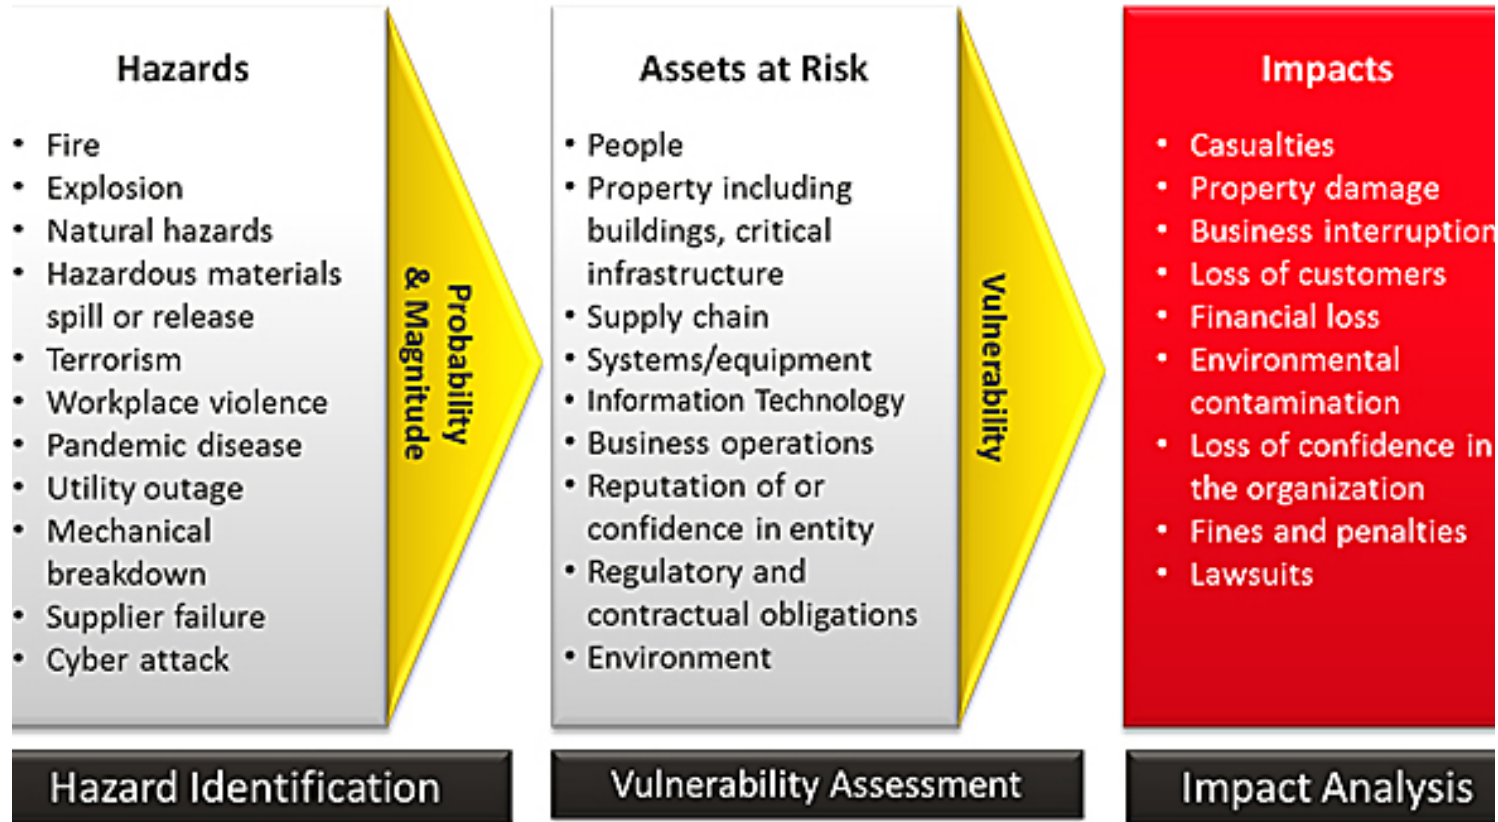 Hazards
• Fire
• Explosion
• Natural hazards
• Hazardous materials
spill or release
• Terrorism
• Workplace violence
• Pandemic disease
• Utility outage
• Mechanical
breakdown
• Supplier failure
• Cyber attack
Probability
& Magnitude
Hazard Identification
Assets at Risk
• People
• Property including
buildings, critical
infrastructure
• Supply chain
• Systems/equipment
• Information Technology
• Business operations
• Reputation of or
confidence in entity
• Regulatory and
contractual obligations
• Environment
Vulnerability
Vulnerability Assessment
Impacts
• Casualties
• Property damage
• Business interruption
• Loss of customers
• Financial loss
• Environmental
contamination
• Loss of confidence in
the organization
• Fines and penalties
• Lawsuits
Impact Analysis